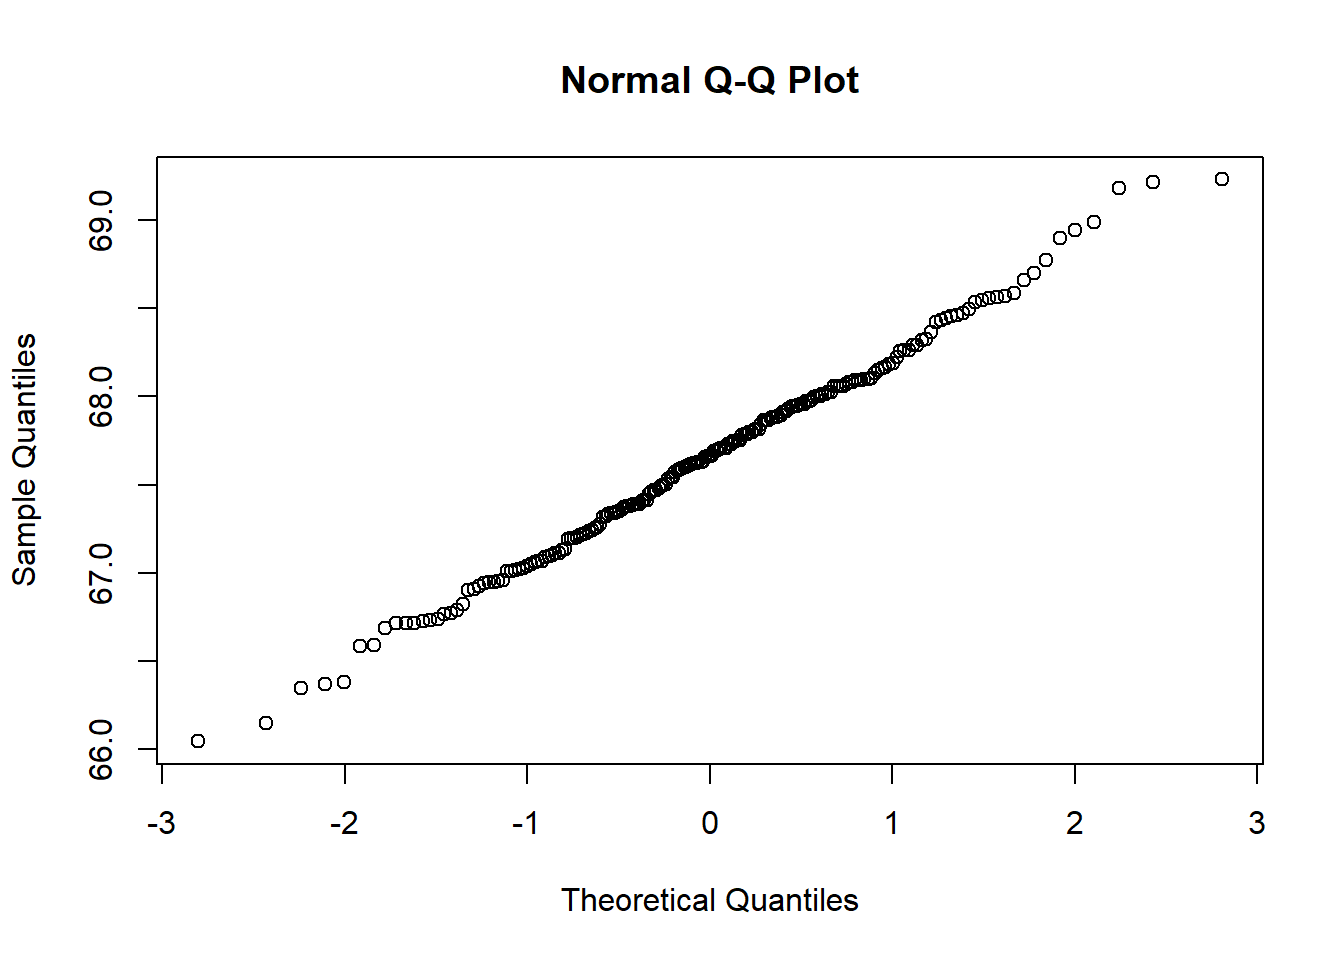 Normal Q-Q Plot
Sample Quantiles
69.0
68.0
67.0
66.0
-3 -2 -1 0 1 2 3
Theoretical Quantiles